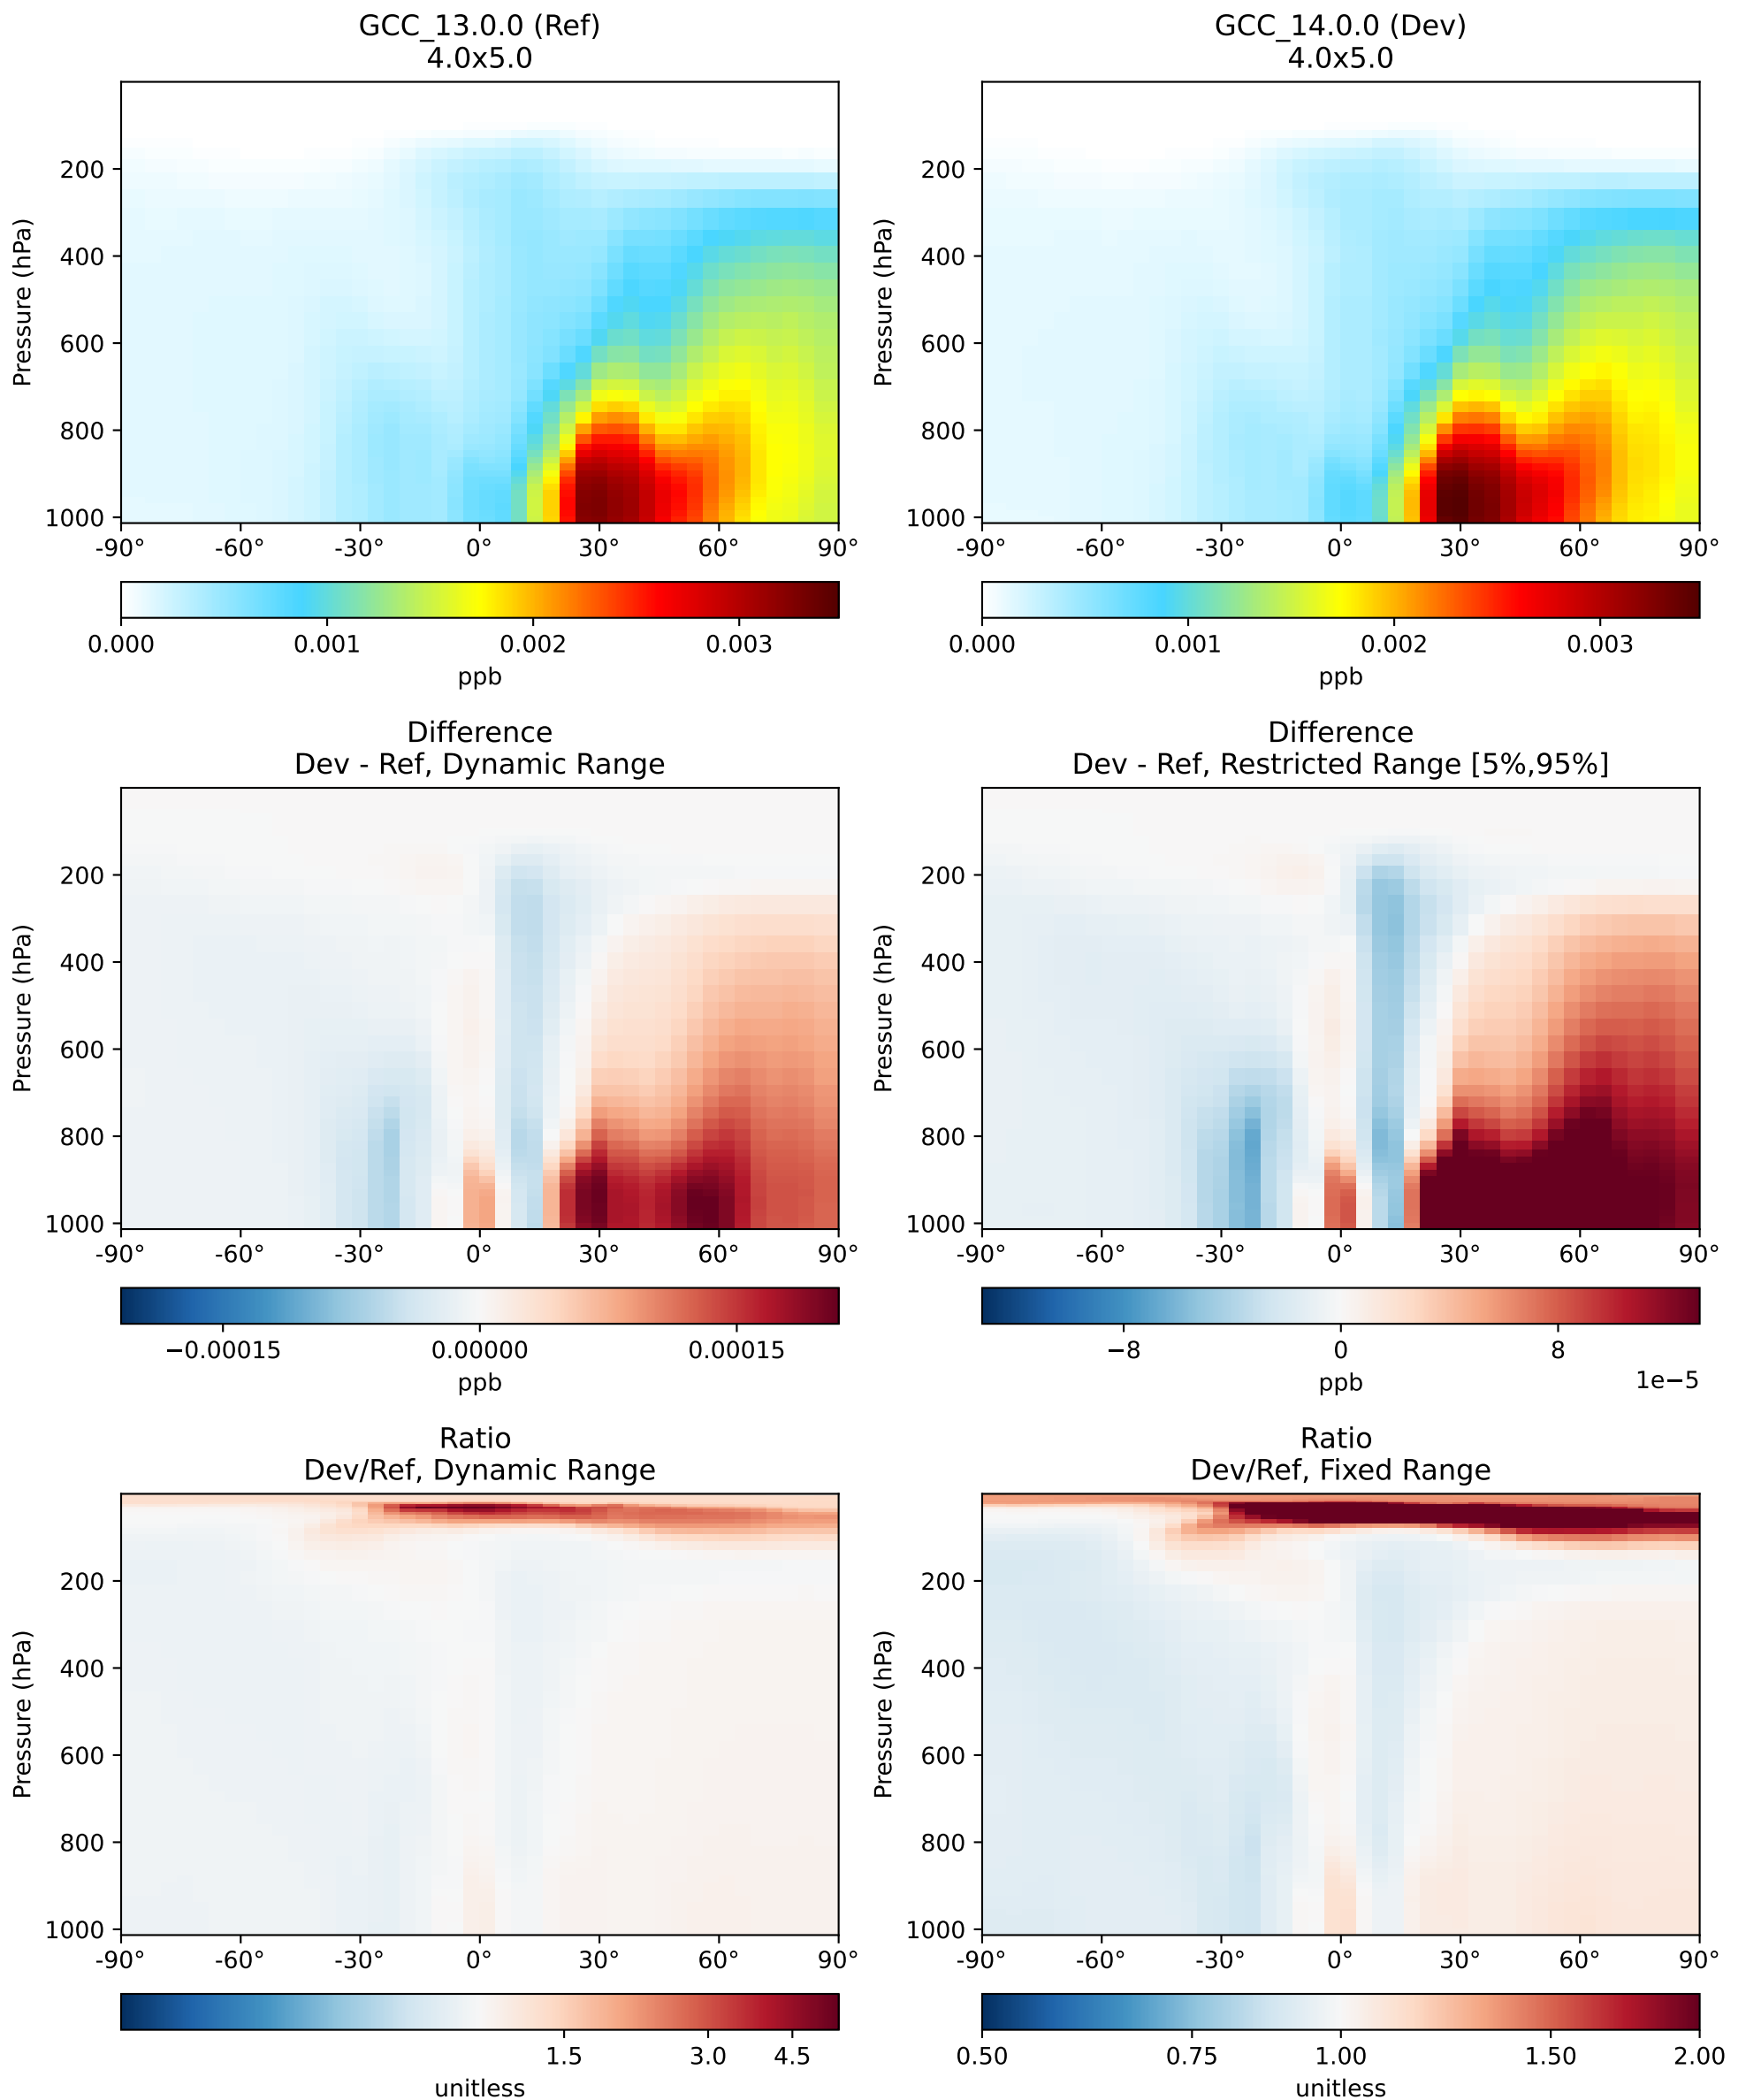 GCC_13.0.0 (Ref)
4.0x5.0
GCC_14.0.0 (Dev)
4.0x5.0
Pressure (hPa)
200
400
600
800
1000
-90° -60° -30° 0° 30° 60° 90°
0.000 0.001 0.002 0.003
ppb
Pressure (hPa)
200
400
600
800
1000
-90° -60° -30° 0° 30° 60° 90°
0.000 0.001 0.002 0.003
ppb
Difference
Dev - Ref, Dynamic Range
Difference
Dev - Ref, Restricted Range [5%,95%]
Pressure (hPa)
200
400
600
800
1000
-90° -60° -30° 0° 30° 60° 90°
−0.00015 0.00000 0.00015
ppb
Pressure (hPa)
200
400
600
800
1000
-90° -60° -30° 0° 30° 60° 90°
−8 0 8
ppb
1e−5
Ratio
Dev/Ref, Dynamic Range
Ratio
Dev/Ref, Fixed Range
Pressure (hPa)
200
400
600
800
1000
-90° -60° -30° 0° 30° 60° 90°
1.5 3.0 4.5
unitless
Pressure (hPa)
200
400
600
800
1000
-90° -60° -30° 0° 30° 60° 90°
0.50 0.75 1.00 1.50 2.00
unitless